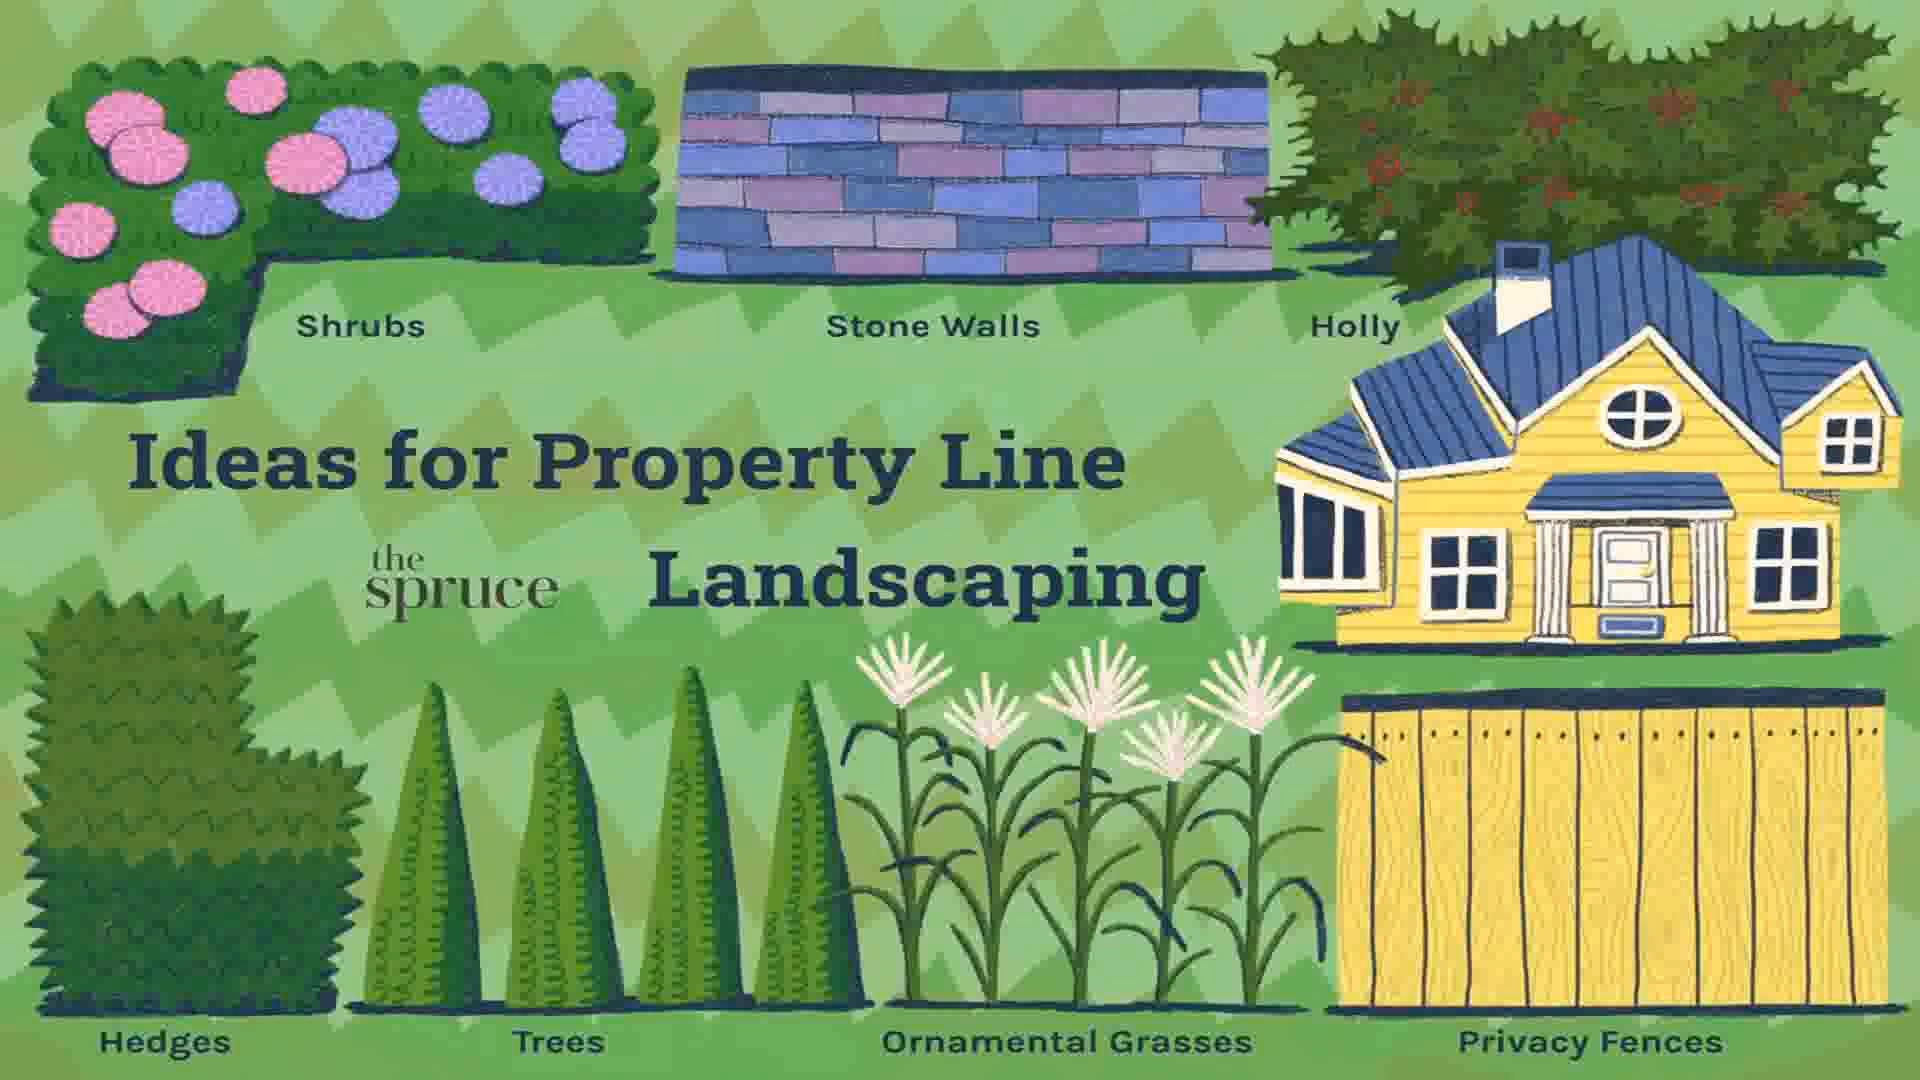 Shrubs
Stone Walls
Holly
Ideas for Property Line
the
spruce
Landscaping
Hedges
Trees
Ornamental Grasses
Privacy Fences